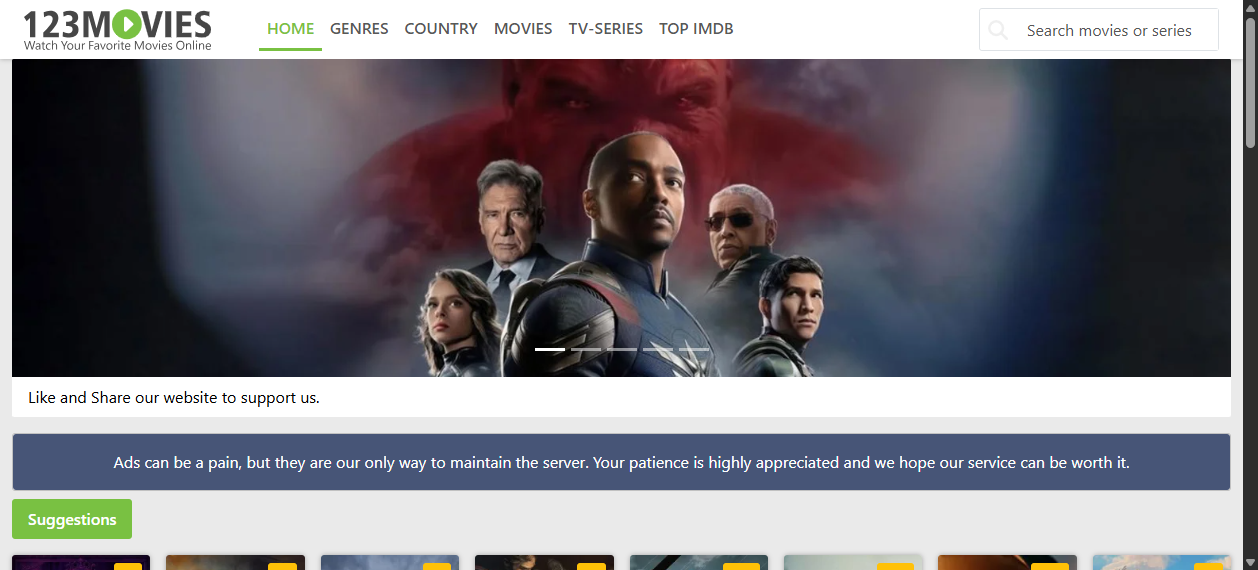 123MOVIES
Watch Your Favorite Movies Online
HOME
GENRES
COUNTRY
MOVIES
TV-SERIES
TOP IMDB
Search movies or series
Like and Share our website to support us.
Ads can be a pain, but they are our only way to maintain the server. Your patience is highly appreciated and we hope our service can be worth it.
Suggestions